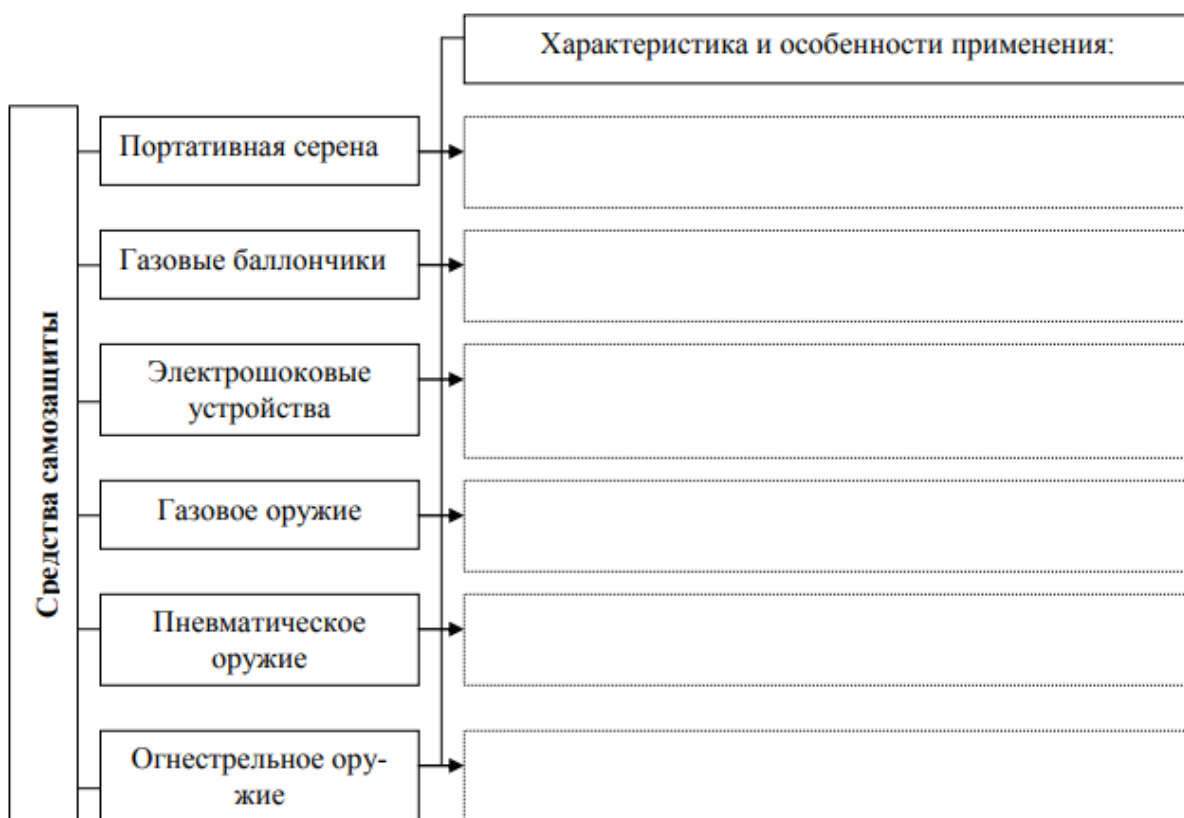 Характеристика и особенности применения:
Средства самозащиты
Портативная серена
Газовые баллончики
Электрошоковые
устройства
Газовое оружие
Пневматическое
оружие
Огнестрельное ору-
жие